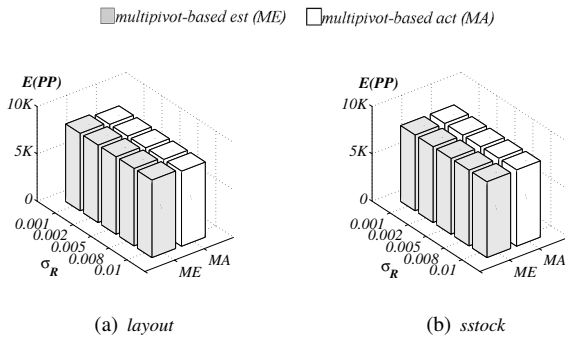 multipivot-based est (ME) multipivot-based act (MA)
E(PP) E(PP)
10K 10K
5K 5K
0 0
0.001 0.001
0.002 0.002
0.005 0.005
0.008 0.008
0.01 0.01
σR σR
ME MA ME MA
(a) layout (b) sstock